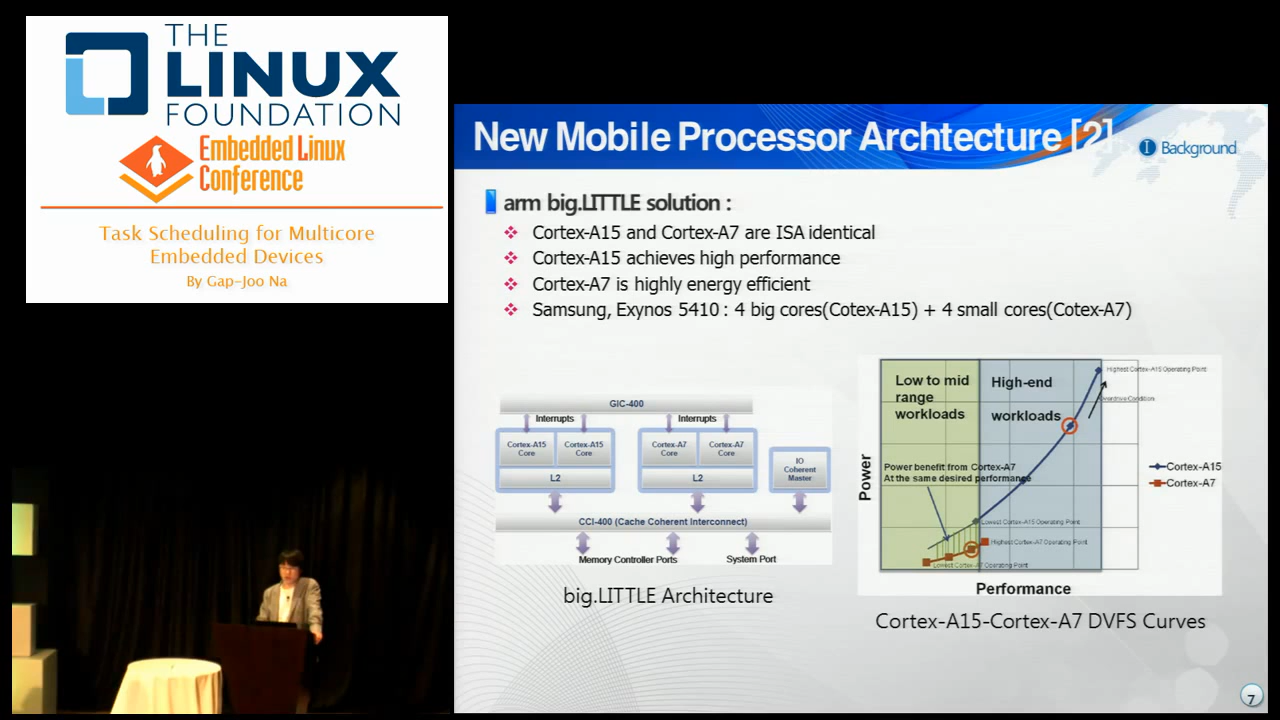 THE
LINUX
FOUNDATION
Embedded Linux
Conference
Task Scheduling for Multicore
Embedded Devices
By Gap-Joo Na
New Mobile Processor Archtecture [2]
I Background
arm big.LITTLE solution :
Cortex-A15 and Cortex-A7 are ISA identical
Cortex-A15 achieves high performance
Cortex-A7 is highly energy efficient
Samsung, Exynos 5410 : 4 big cores(Cotex-A15) + 4 small cores(Cotex-A7)
GIC-400
Interrupts Interrupts
Cortex-A15 Core
Cortex-A15 Core
Cortex-A7 Core
Cortex-A7 Core
L2
L2
IO
Coherent
Master
CCI-400 (Cache Coherent Interconnect)
Memory Controller Ports System Port
big.LITTLE Architecture
Low to mid
range
workloads
High-end
workloads
Highest Cortex-A15 Operating Point
Overdrive Condition
Power benefit from Cortex-A7
At the same desired performance
Lowest Cortex-A15 Operating Point
Highest Cortex-A7 Operating Point
Lowest Cortex-A7 Operating Point
Power
Performance
Cortex-A15
Cortex-A7
Cortex-A15-Cortex-A7 DVFS Curves
7